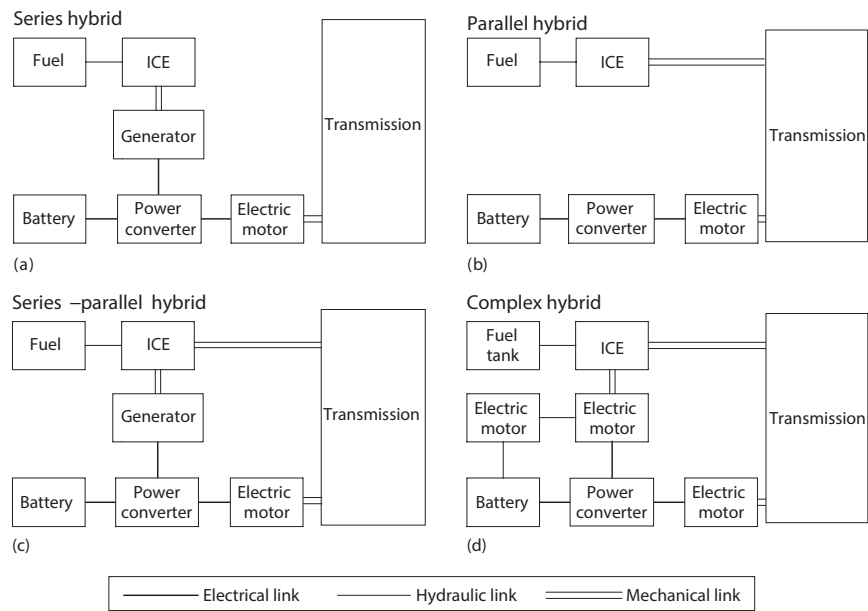 Series hybrid
Fuel
ICE
Generator
Battery
Power
converter
Electric
motor
Transmission
(a)
Parallel hybrid
Fuel
ICE
Battery
Power
converter
Electric
motor
Transmission
(b)
Series –parallel hybrid
Fuel
ICE
Generator
Battery
Power
converter
Electric
motor
Transmission
(c)
Complex hybrid
Fuel
tank
ICE
Electric
motor
Electric
motor
Battery
Power
converter
Electric
motor
Transmission
(d)
Electrical link
Hydraulic link
Mechanical link